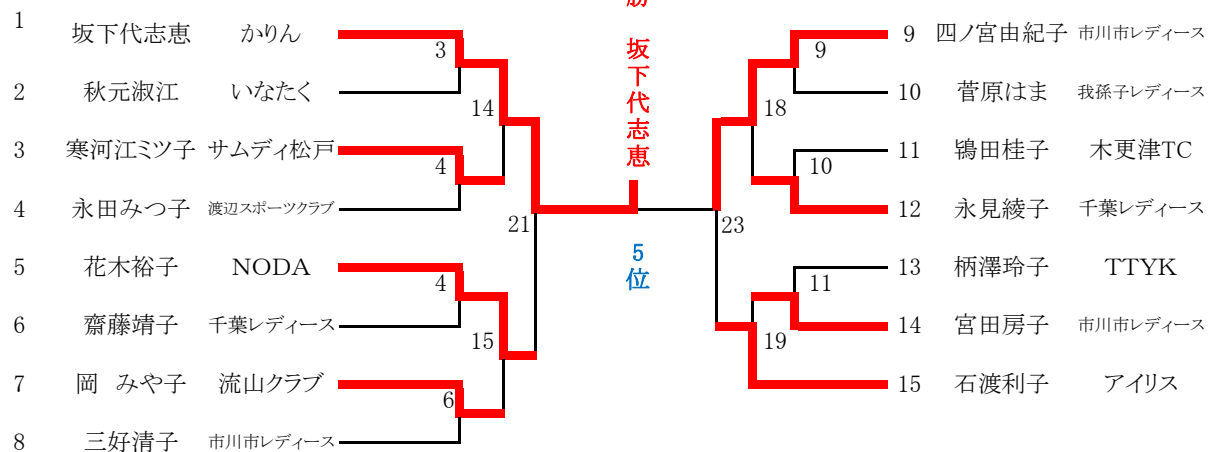 勝 坂下代志恵
5位
1 坂下代志恵 かりん
2 秋元淑江 いなたく
3 寒河江ミツ子 サムディ松戸
4 永田みつ子 渡辺スポーツクラブ
5 花木裕子 NODA
6 齋藤靖子 千葉レディース
7 岡 みや子 流山クラブ
8 三好清子 市川市レディース
3
4
4
6
14
15
21
23
18
19
9
10
11
9 四ノ宮由紀子 市川市レディース
10 菅原はま 我孫子レディース
11 鴇田桂子 木更津TC
12 永見綾子 千葉レディース
13 柄澤玲子 TTYK
14 宮田房子 市川市レディース
15 石渡利子 アイリス